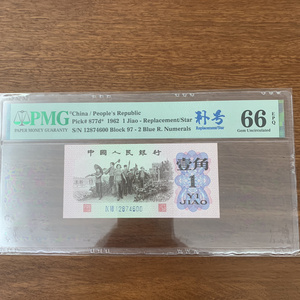 PMG
PAPER MONEY GUARANTY
China / People's Republic
Pick# 877d* 1962 1 Jiao - Replacement/Star
S/N 12874600 Block 97 - 2 Blue R. Numerals
补号
Replacement/Star
66 EPQ
Gem Uncirculated
中国人民银行
壹角
1
YI
JIAO
12874600